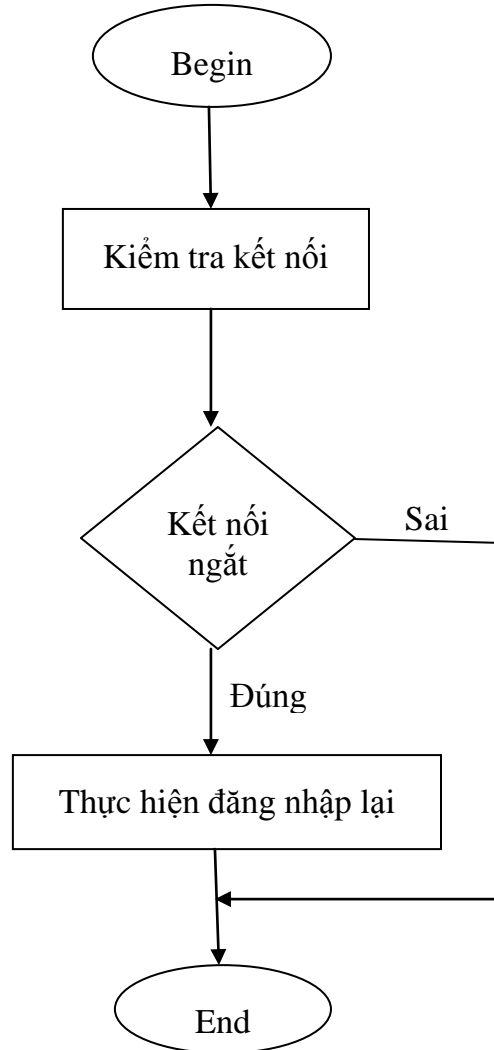 Begin
Kiểm tra kết nối
Kết nối
ngắt
Sai
Đúng
Thực hiện đăng nhập lại
End